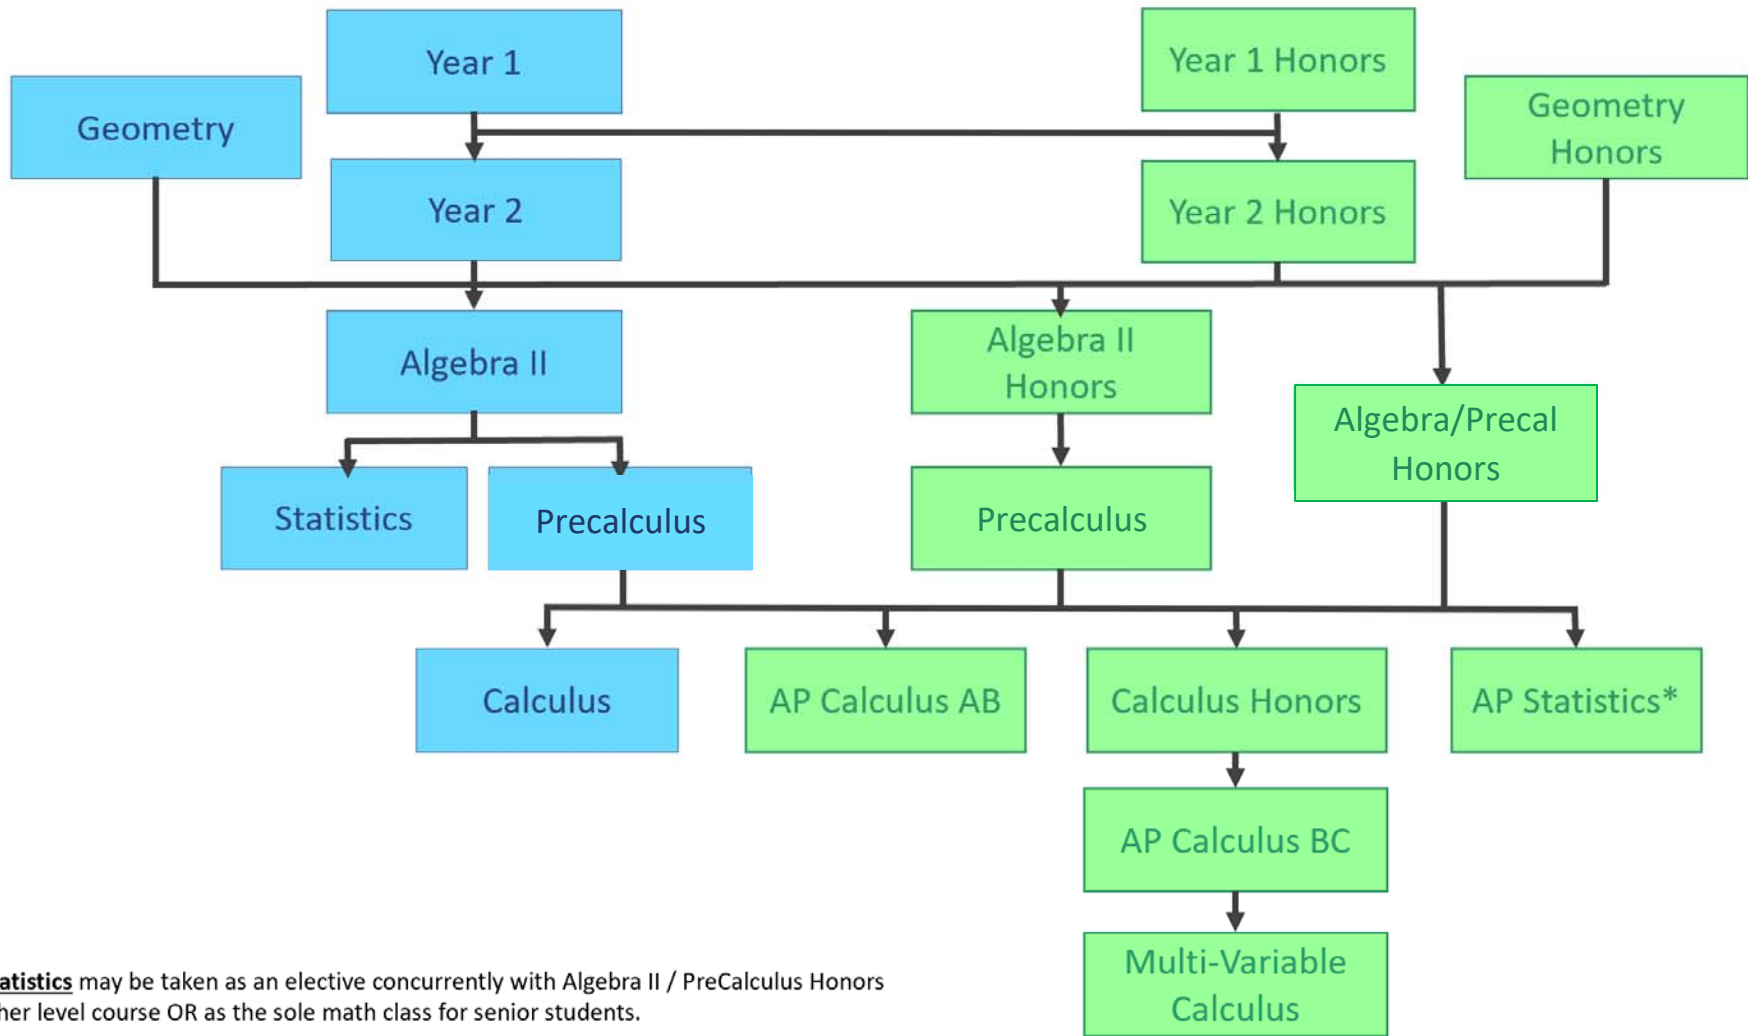 Year 1
Year 1 Honors
Geometry
Geometry
Honors
Year 2
Year 2 Honors
Algebra II
Algebra II
Honors
Algebra/Precal
Honors
Statistics
Precalculus
Precalculus
Calculus
AP Calculus AB
Calculus Honors
AP Statistics*
AP Calculus BC
Multi-Variable
Calculus
may be taken as an elective concurrently with Algebra II / PreCalculus Honors
level course OR as the sole math class for senior students.